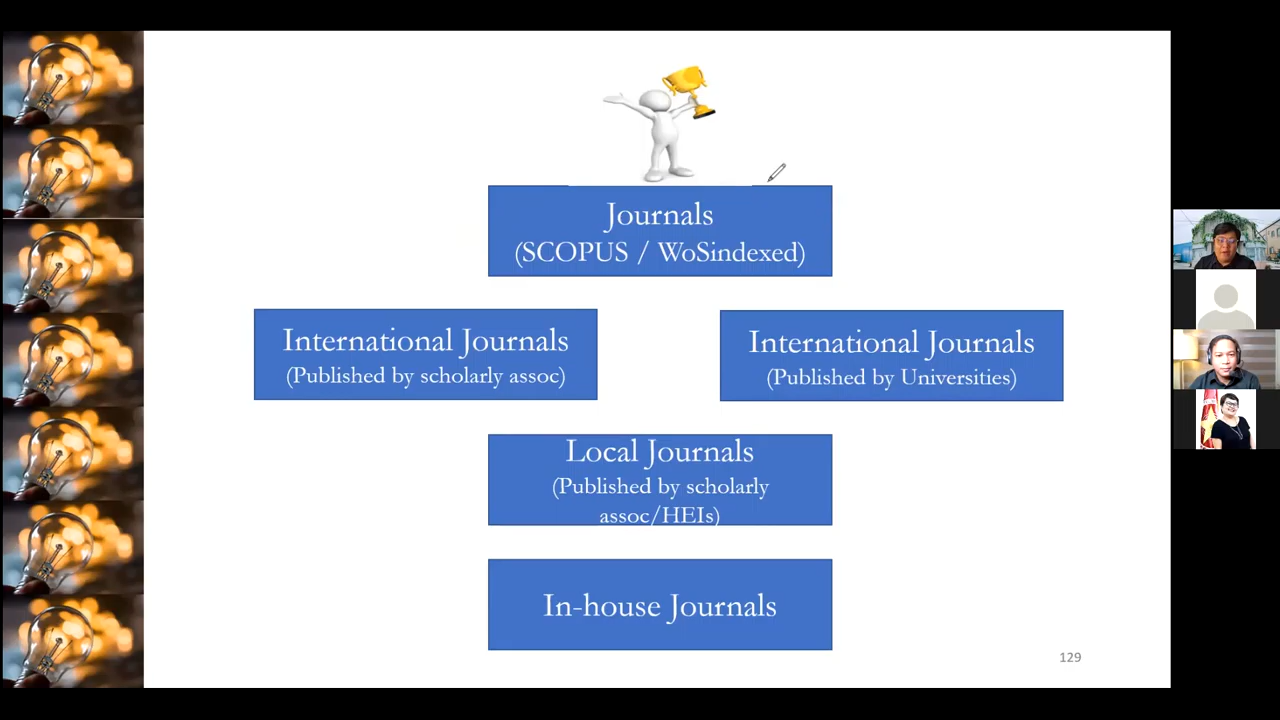 Journals
(SCOPUS / WoSindexed)
International Journals
(Published by scholarly assoc)
International Journals
(Published by Universities)
Local Journals
(Published by scholarly
assoc/HEIs)
In-house Journals
129